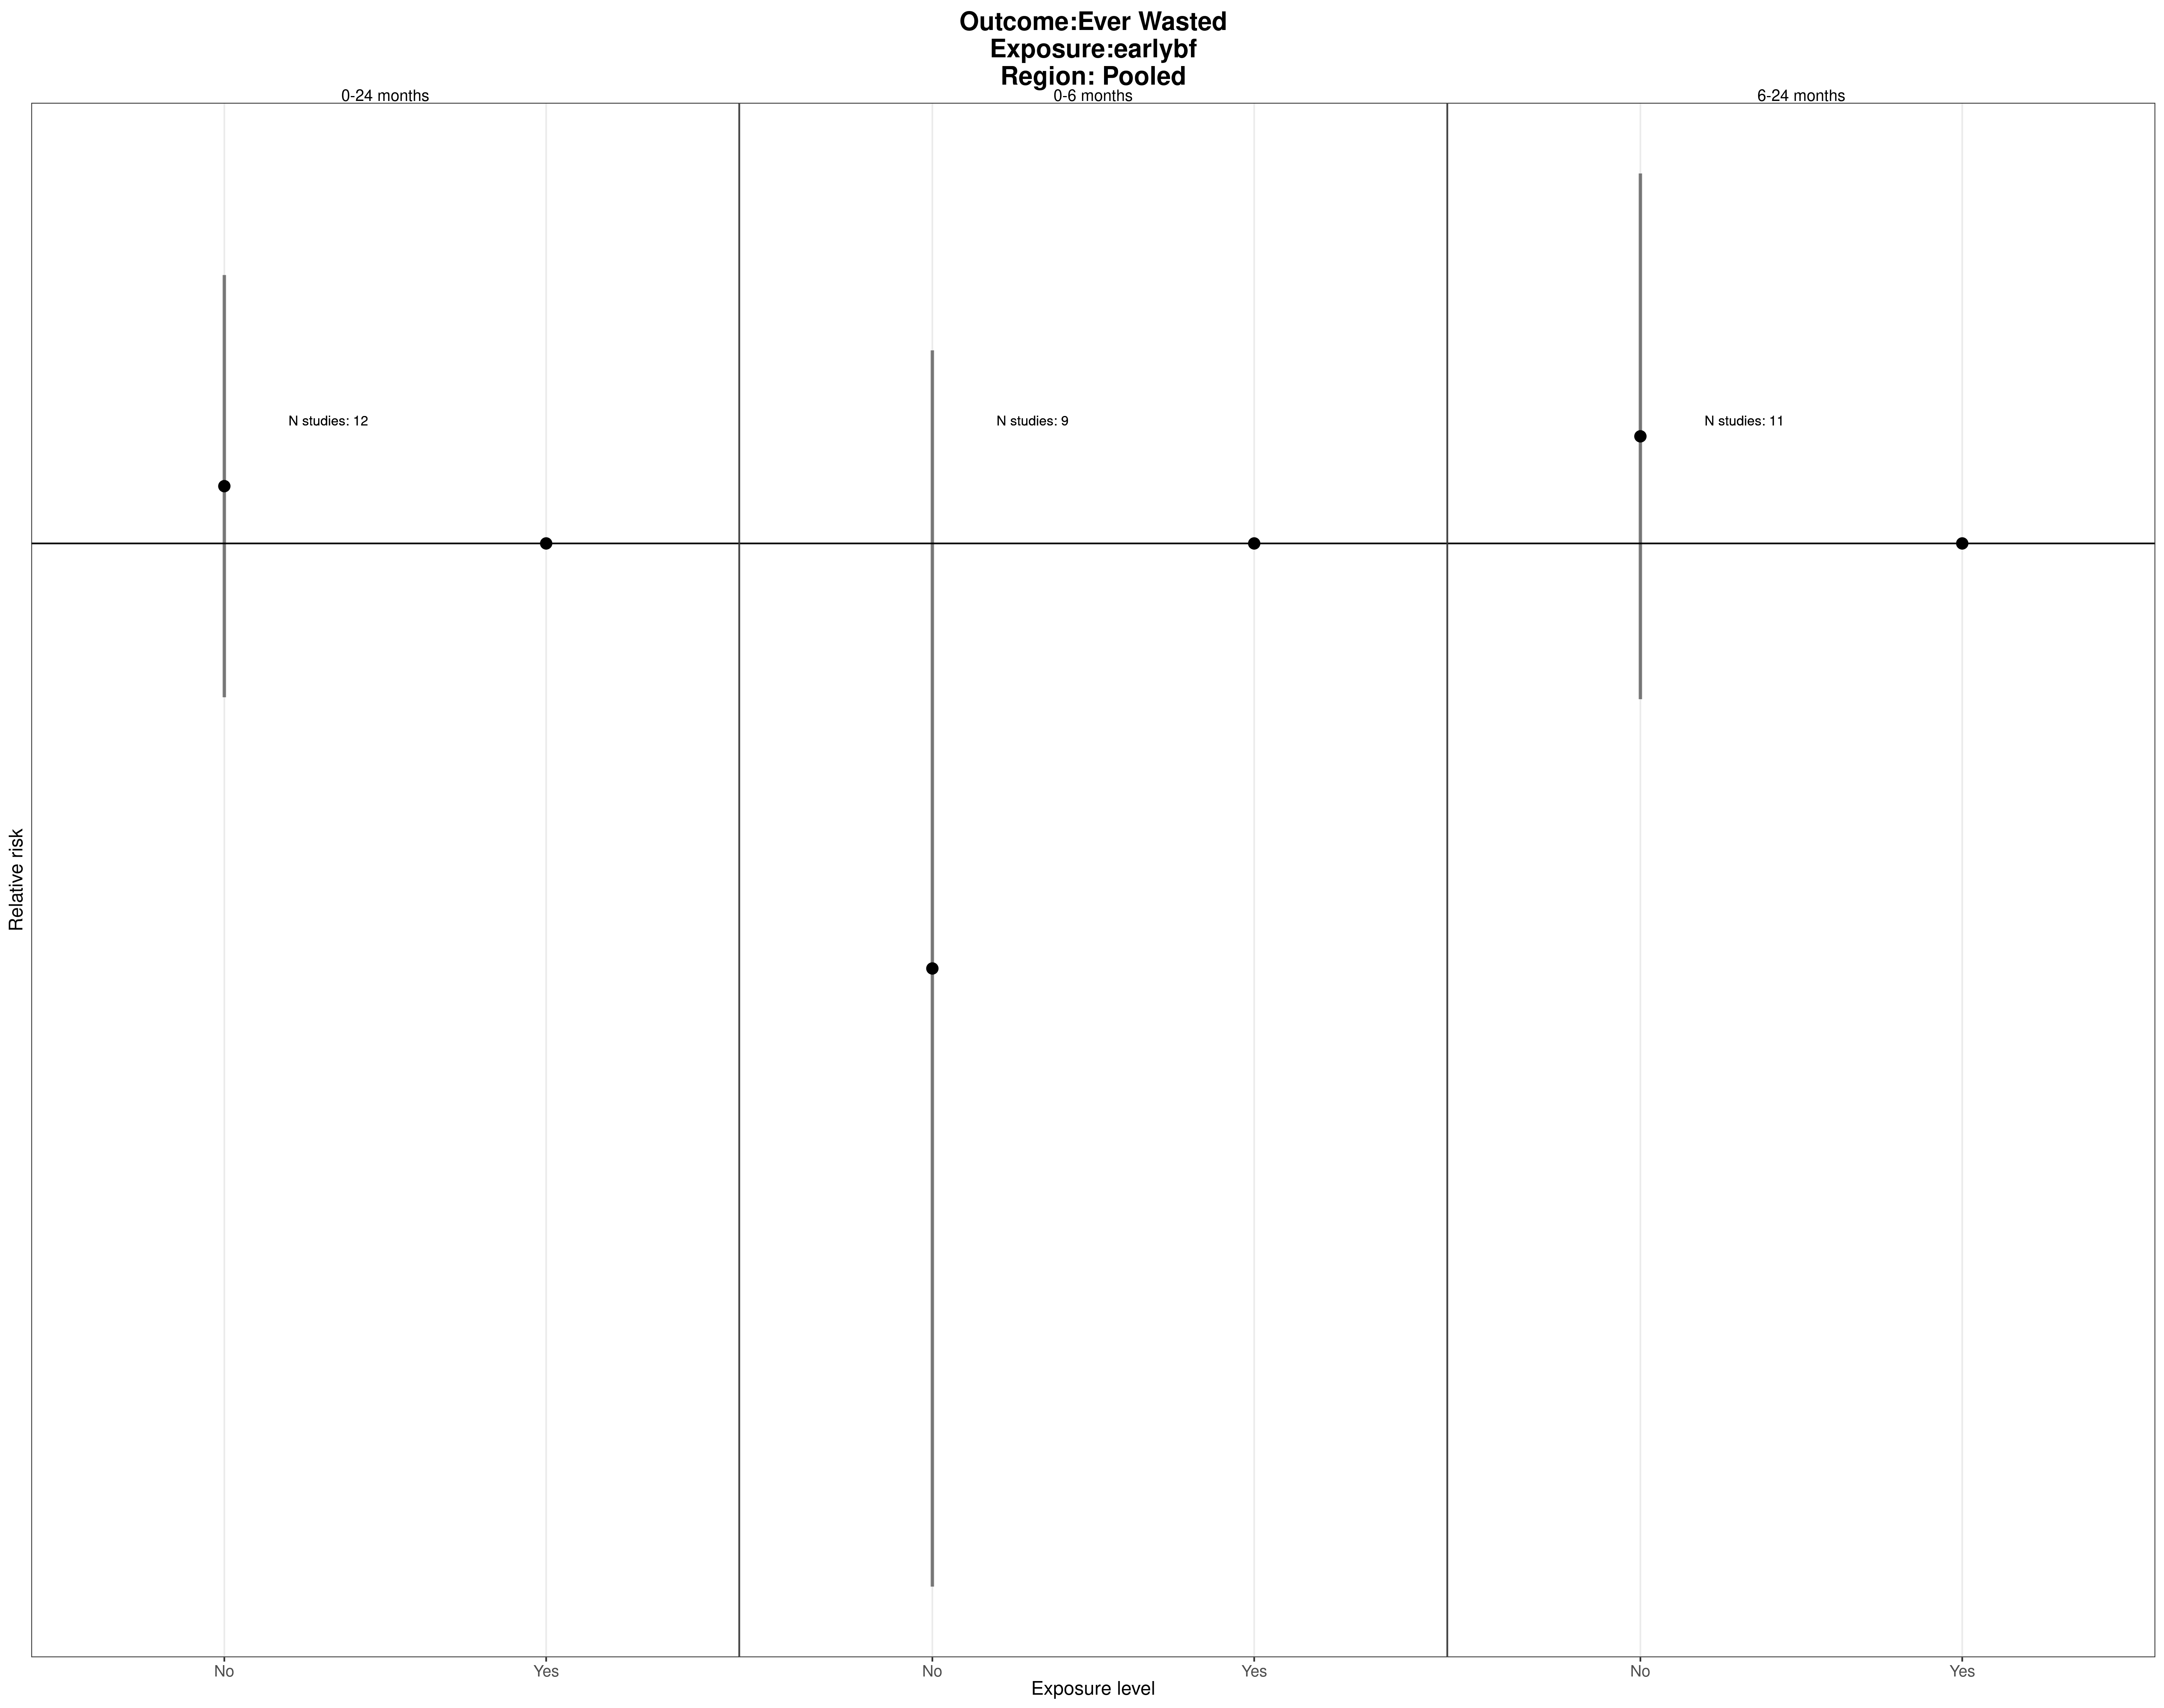 Outcome:Ever Wasted
Exposure:earlybf
Region: Pooled
0-24 months
0-6 months
6-24 months
N studies: 12
N studies: 9
N studies: 11
Relative risk
No
Yes
No
Yes
No
Yes
Exposure level